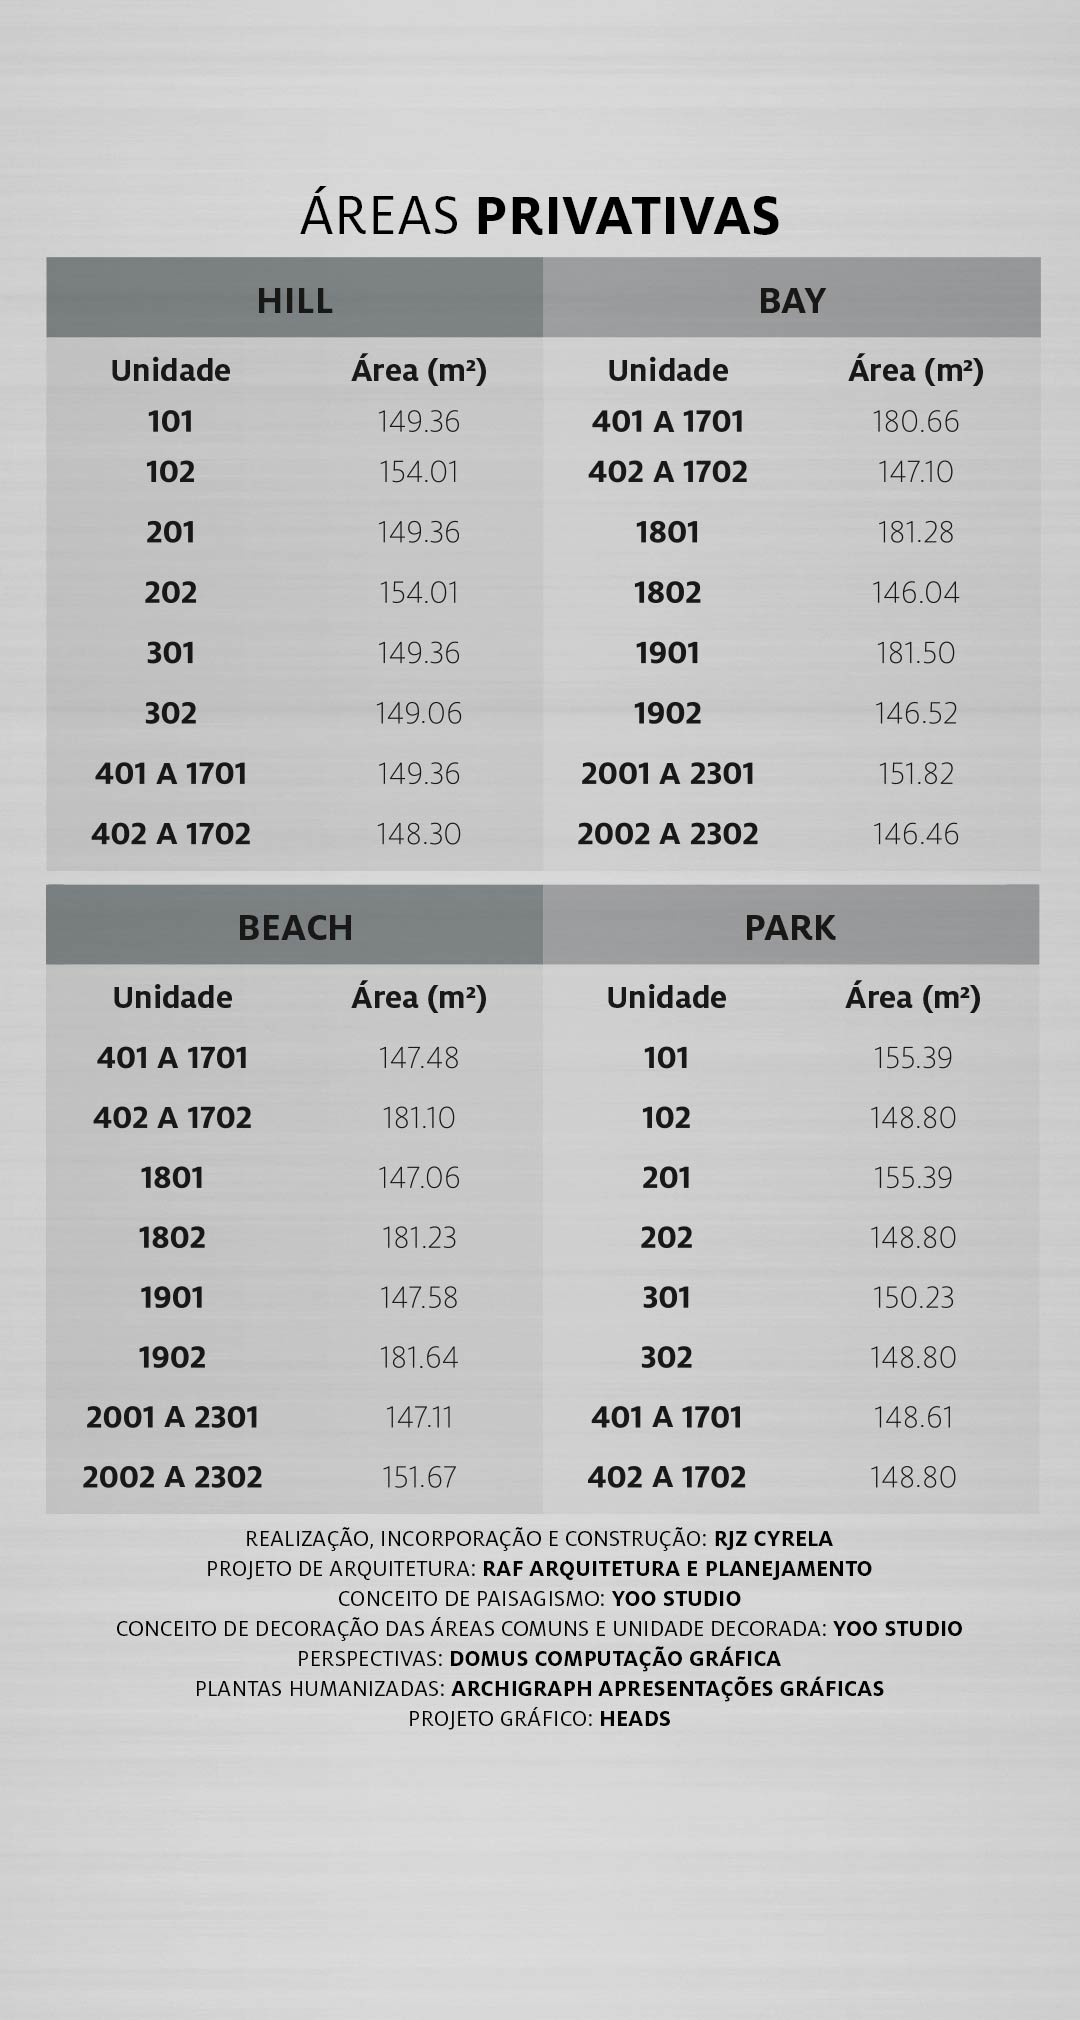 ÁREAS PRIVATIVAS
HILL BAY
Unidade Área (m²) Unidade Área (m²)
101 149.36 401 A 1701 180.66
102 154.01 402 A 1702 147.10
201 149.36 1801 181.28
202 154.01 1802 146.04
301 149.36 1901 181.50
302 149.06 1902 146.52
401 A 1701 149.36 2001 A 2301 151.82
402 A 1702 148.30 2002 A 2302 146.46
BEACH PARK
Unidade Área (m²) Unidade Área (m²)
401 A 1701 147.48 101 155.39
402 A 1702 181.10 102 148.80
1801 147.06 201 155.39
1802 181.23 202 148.80
1901 147.58 301 150.23
1902 181.64 302 148.80
2001 A 2301 147.11 401 A 1701 148.61
2002 A 2302 151.67 402 A 1702 148.80
REALIZAÇÃO, INCORPORAÇÃO E CONSTRUÇÃO: RJZ CYRELA
PROJETO DE ARQUITETURA: RAF ARQUITETURA E PLANEJAMENTO
CONCEITO DE PAISAGISMO: YOO STUDIO
CONCEITO DE DECORAÇÃO DAS ÁREAS COMUNS E UNIDADE DECORADA: YOO STUDIO
PERSPECTIVAS: DOMUS COMPUTAÇÃO GRÁFICA
PLANTAS HUMANIZADAS: ARCHIGRAPH APRESENTAÇÕES GRÁFICAS
PROJETO GRÁFICO: HEADS